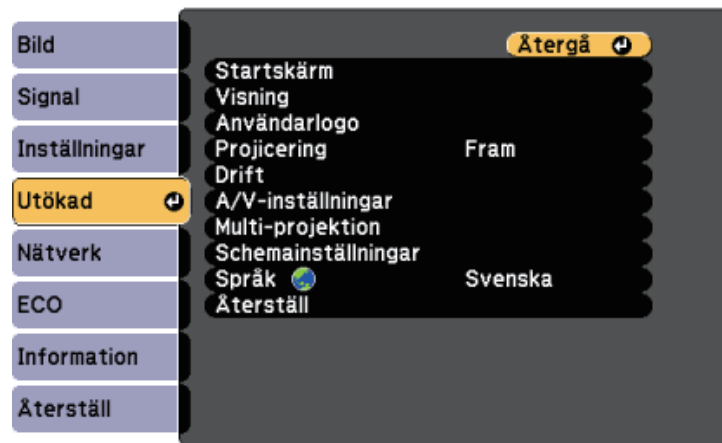 Bild
Signal
Inställningar
Utökad
Nätverk
ECO
Information
Återställ
Återgå
Startskärm
Visning
Användarlogo
Projicering Fram
Drift
A/V-inställningar
Multi-projektion
Schemainställningar
Språk Svenska
Återställ